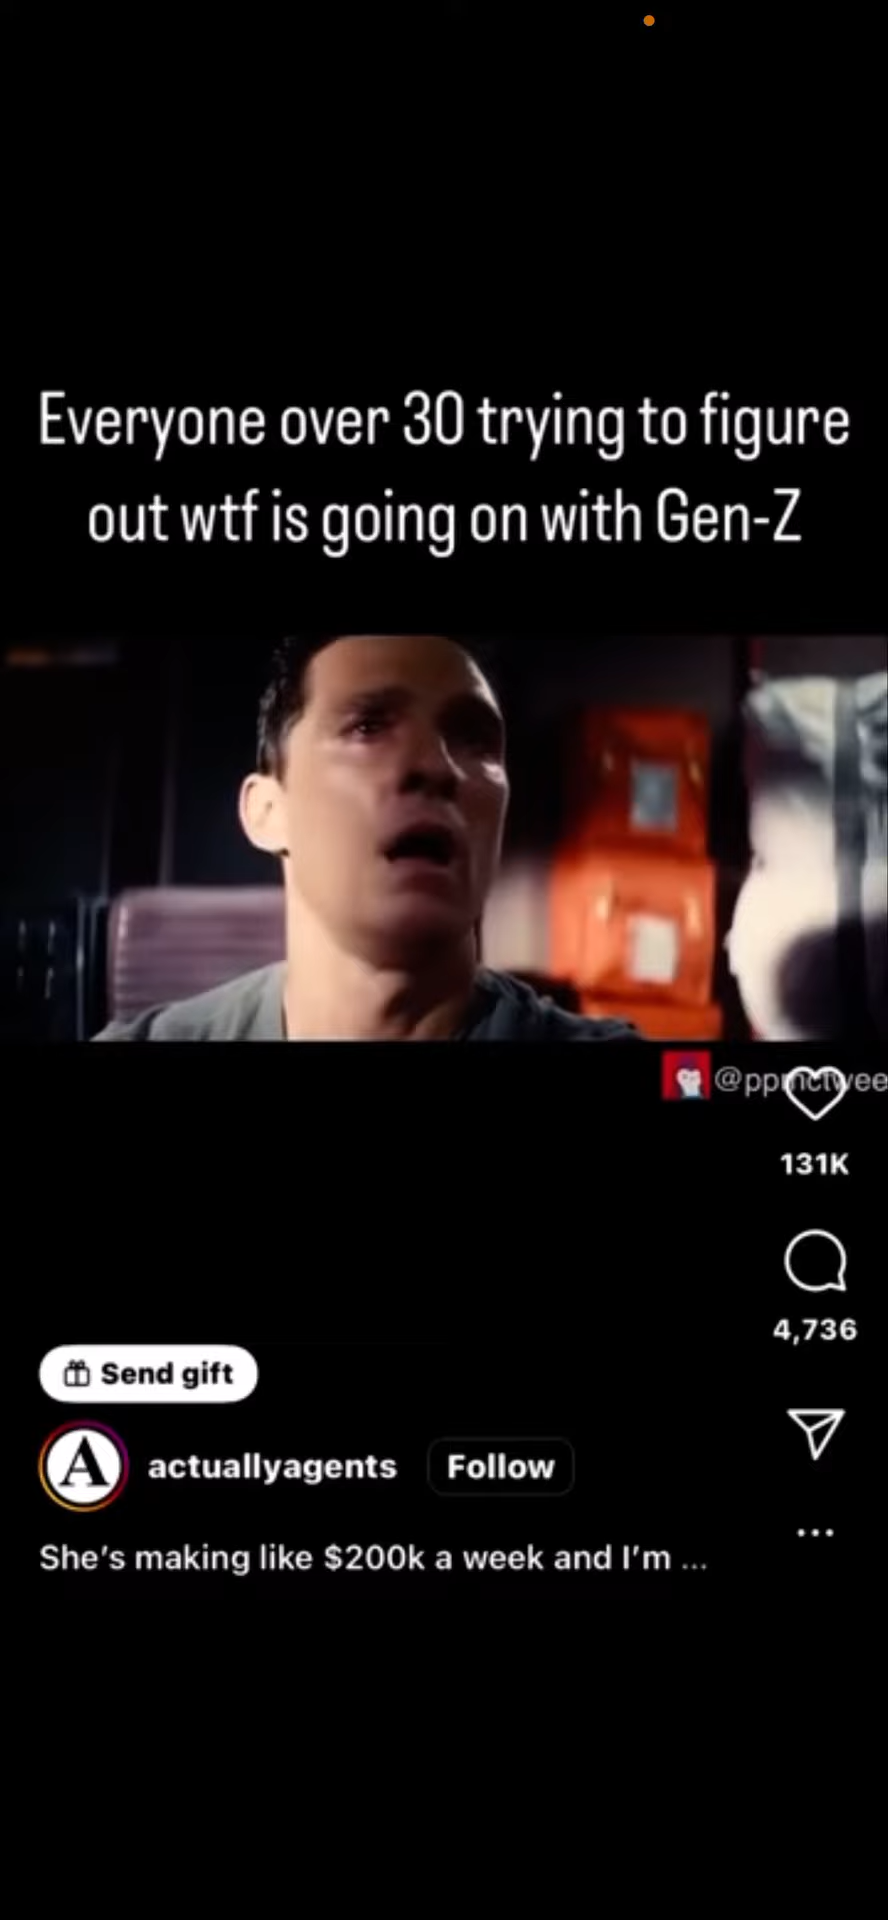 Everyone over 30 trying to figure
out wtf is going on with Gen-Z
131K
4,736
Send gift
A actuallyagents Follow
She's making like $200k a week and I'm ...